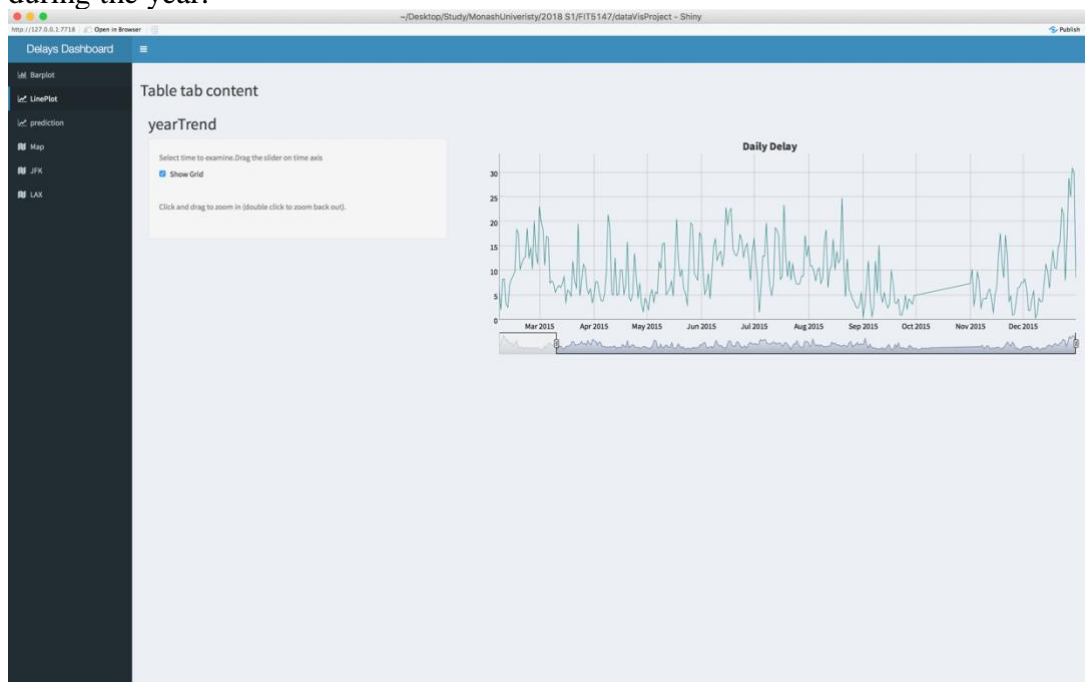 during the year.
~/Desktop/Study/MonashUniveristy/2018 S1/FIT5147/dataVisProject - Shiny
http://127.0.0.1:7718 Open in Browser
Publish
Delays Dashboard
Barplot
LinePlot
prediction
Map
JFK
LAX
Table tab content
yearTrend
Select time to examine.Drag the slider on time axis
Show Grid
Click and drag to zoom in (double click to zoom back out).
Daily Delay
30
25
20
15
10
5
0
Mar 2015 Apr 2015 May 2015 Jun 2015 Jul 2015 Aug 2015 Sep 2015 Oct 2015 Nov 2015 Dec 2015